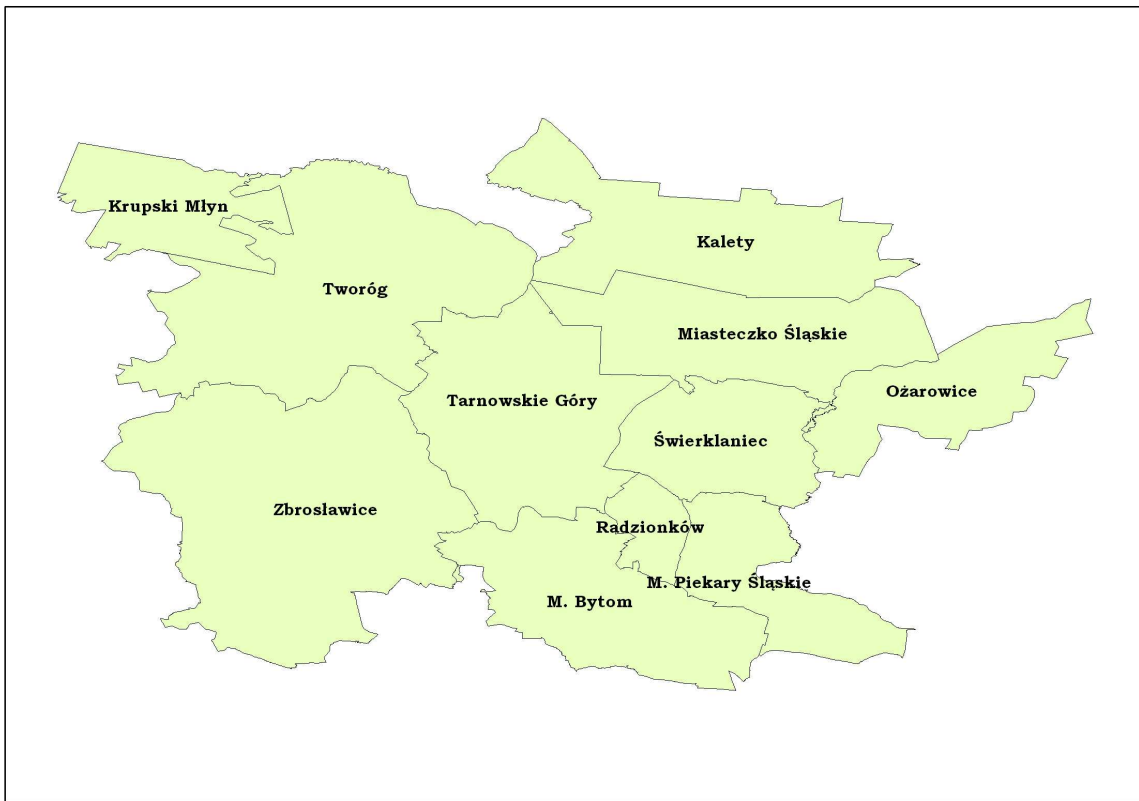 Krupski Młyn
Kalety
Tworóg
Miasteczko Śląskie
Ożarowice
Tarnowskie Góry
Świerklaniec
Zbrosławice
Radzionków
M. Piekary Śląskie
M. Bytom